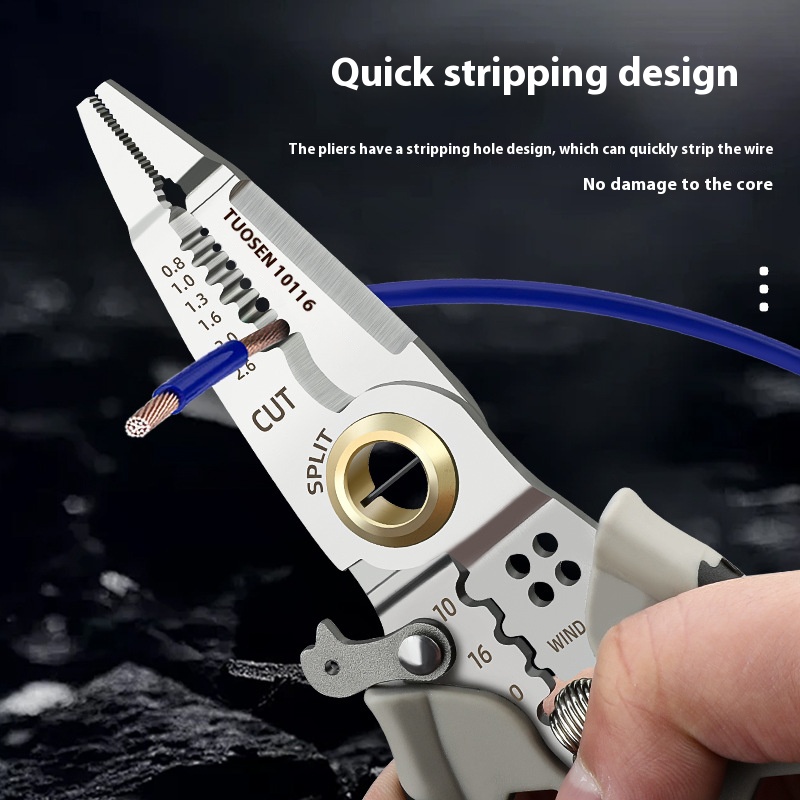 Quick stripping design
The pliers have a stripping hole design, which can quickly strip the wire
No damage to the core
TUOSEN 10116
0.8
1.0
1.3
1.6
2.6
CUT
SPLIT
10
16
0
WIND